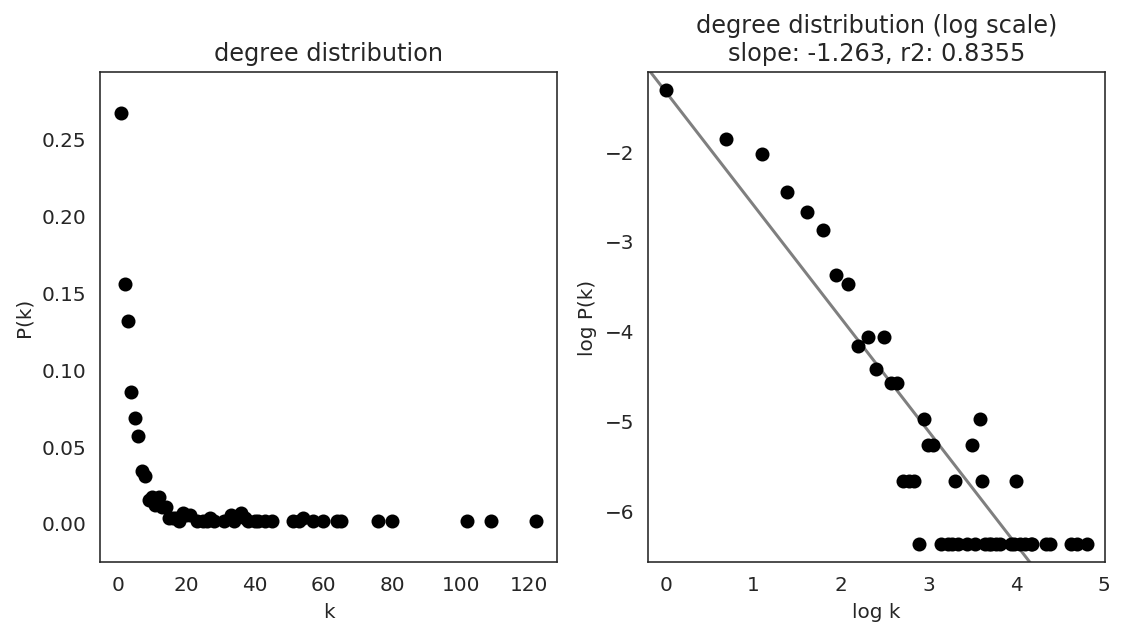 degree distribution
0.25
0.20
0.15
0.10
0.05
0.00
P(k)
0 20 40 60 80 100 120
k
degree distribution (log scale)
slope: -1.263, r2: 0.8355
−2
−3
−4
−5
−6
log P(k)
0 1 2 3 4 5
log k